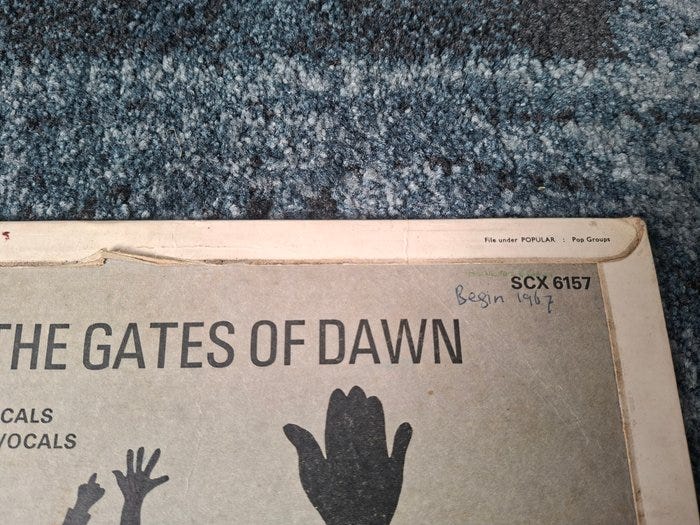 File under POPULAR : Pop Groups
SCX 6157
Begin 1967
THE GATES OF DAWN
CALS
VOCALS